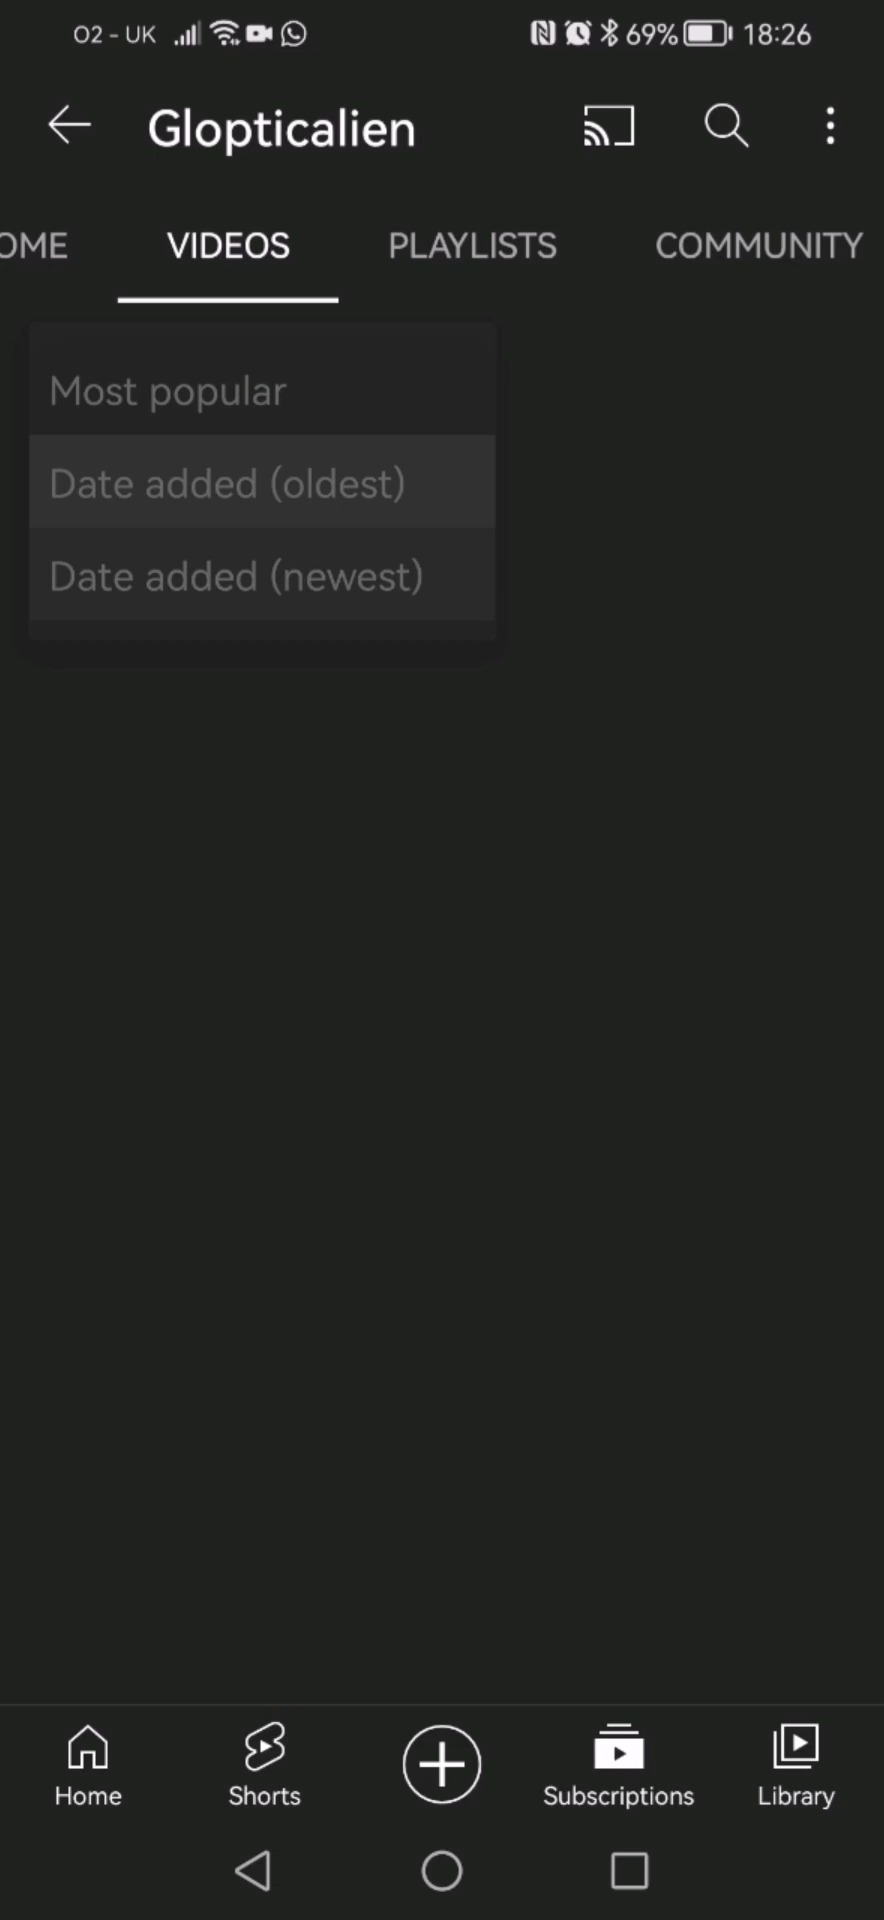 O2 - UK 69% 18:26
Glopticalien
OME VIDEOS PLAYLISTS COMMUNITY
Most popular
Date added (oldest)
Date added (newest)
Home Shorts Subscriptions Library